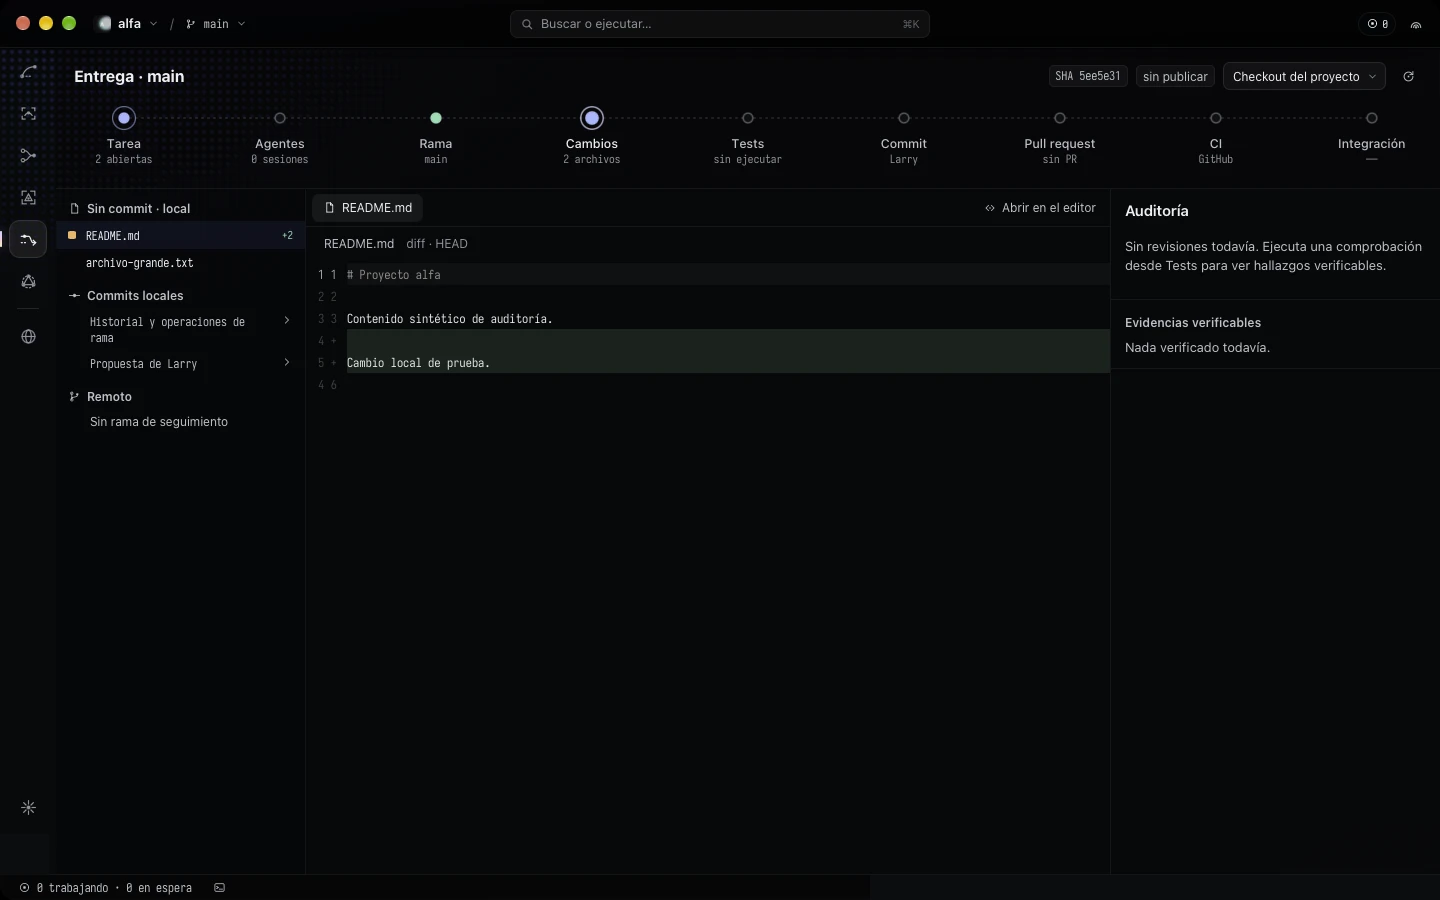 alfa / main
Buscar o ejecutar... ⌘K
0
Entrega · main
SHA 5ee5e31
sin publicar
Checkout del proyecto
Tarea
2 abiertas
Agentes
0 sesiones
Rama
main
Cambios
2 archivos
Tests
sin ejecutar
Commit
Larry
Pull request
sin PR
CI
GitHub
Integración
—
Sin commit · local
README.md +2
archivo-grande.txt
Commits locales
Historial y operaciones de
rama
Propuesta de Larry
Remoto
Sin rama de seguimiento
README.md
Abrir en el editor
README.md diff · HEAD
1 1 # Proyecto alfa
2 2
3 3 Contenido sintético de auditoría.
4 +
5 + Cambio local de prueba.
4 6
Auditoría
Sin revisiones todavía. Ejecuta una comprobación
desde Tests para ver hallazgos verificables.
Evidencias verificables
Nada verificado todavía.
0 trabajando · 0 en espera